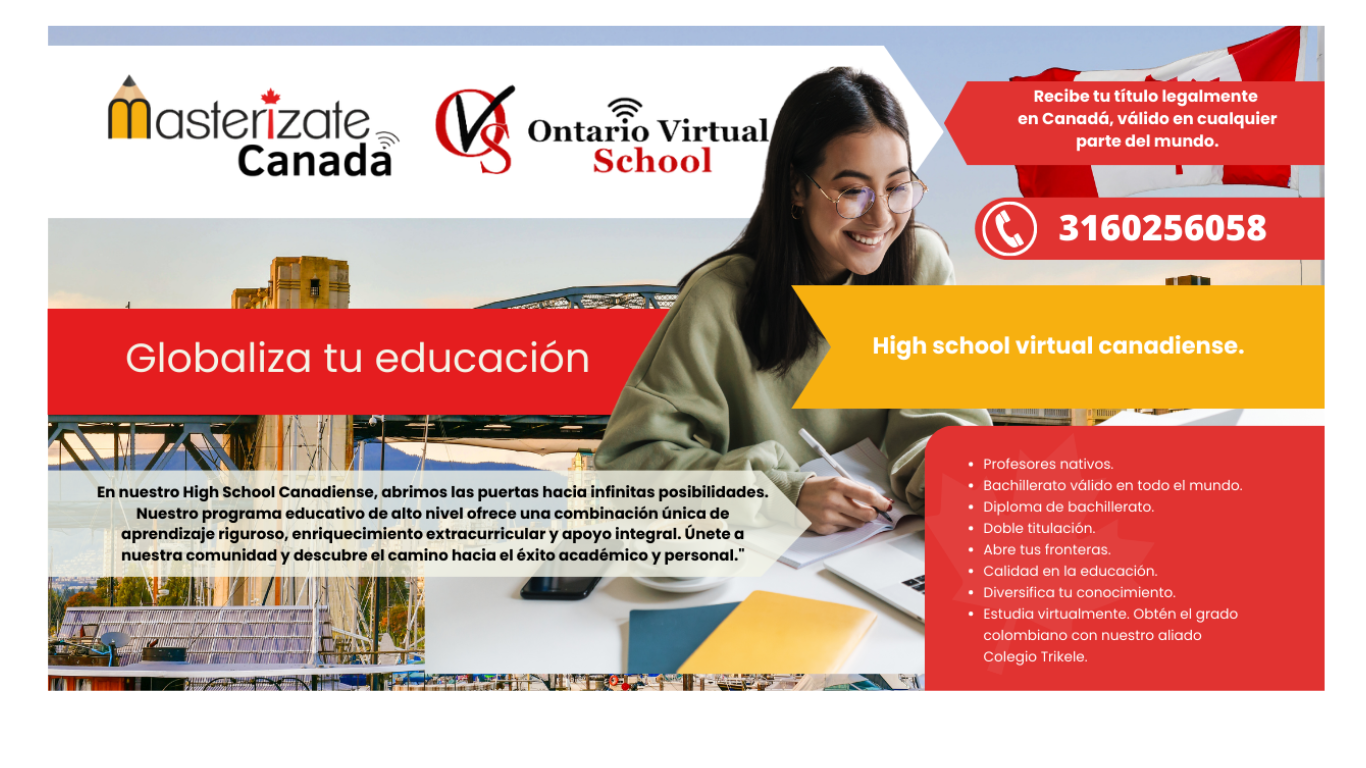 Masterizate
Canada
OVS
Ontario Virtual
School
Recibe tu título legalmente
en Canadá, válido en cualquier
parte del mundo.
3160256058
Globaliza tu educación
High school virtual canadiense.
En nuestro High School Canadiense, abrimos las puertas hacia infinitas posibilidades.
Nuestro programa educativo de alto nivel ofrece una combinación única de
aprendizaje riguroso, enriquecimiento extracurricular y apoyo integral. Únete a
nuestra comunidad y descubre el camino hacia el éxito académico y personal."
• Profesores nativos.
• Bachillerato válido en todo el mundo.
• Diploma de bachillerato.
• Doble titulación.
• Abre tus fronteras.
• Calidad en la educación.
• Diversifica tu conocimiento.
• Estudia virtualmente. Obtén el grado
colombiano con nuestro aliado
Colegio Trikele.